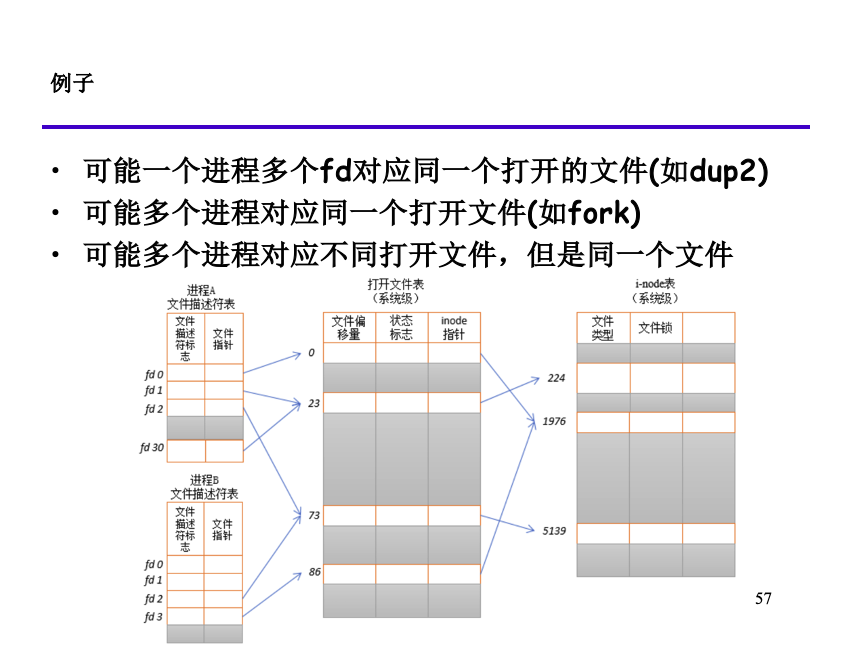 例子
• 可能一个进程多个fd对应同一个打开的文件(如dup2)
• 可能多个进程对应同一个打开文件(如fork)
• 可能多个进程对应不同打开文件，但是同一个文件
进程A
文件描述符表
文件
描述
符标
志
文件
指针
fd 0
fd 1
fd 2
fd 30
进程B
文件描述符表
文件
描述
符标
志
文件
指针
fd 0
fd 1
fd 2
fd 3
打开文件表
（系统级）
文件偏
移量
状态
标志
inode
指针
0
23
73
86
i-node表
（系统级）
文件
类型
文件锁
224
1976
5139
57